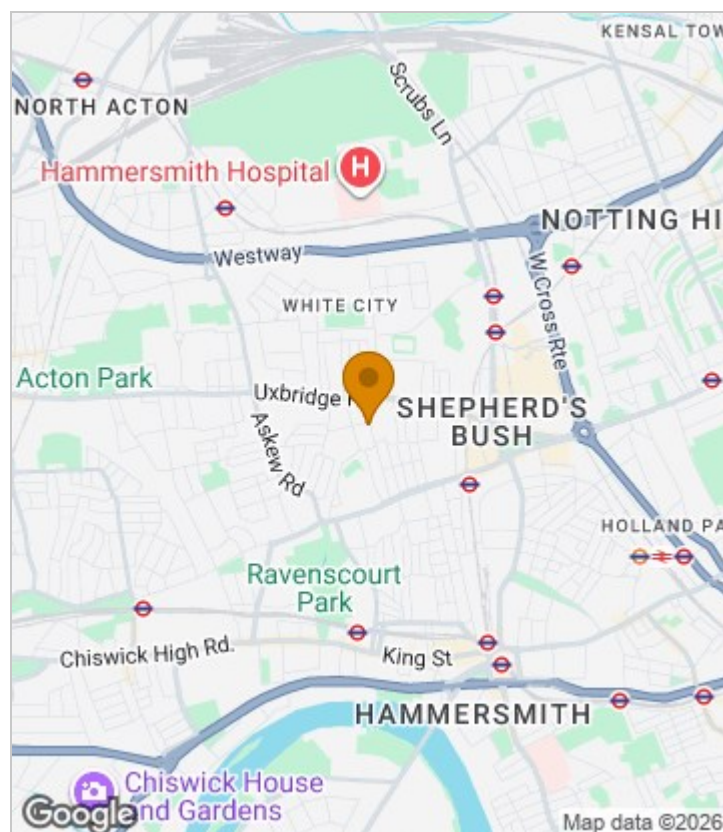 KENSAL TOW
Scrubs Ln
NORTH ACTON
Hammersmith Hospital
H
NOTTING HI
Westway
W Cross Rte
WHITE CITY
Acton Park
Uxbridge
SHEPHERD'S
BUSH
Askew Rd
HOLLAND PA
Ravenscourt
Park
Chiswick High Rd.
King St
HAMMERSMITH
Chiswick House
and Gardens
Google
Map data ©2026